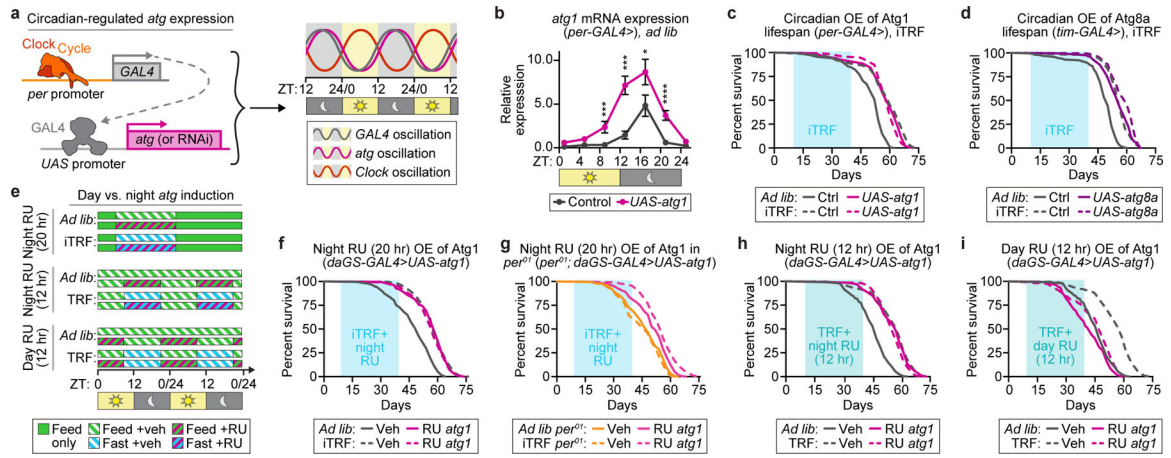 a
Circadian-regulated atg expression
Clock
Cycle
GAL4
per promoter
GAL4
atg (or RNAi)
UAS promoter
ZT:12 24/0 12 24/0 12
GAL4 oscillation
atg oscillation
Clock oscillation
b
atg1 mRNA expression
(per-GAL4>), ad lib
Relative
expresssion
10.0
5.0
0.0
***
***
*
****
ZT: 0 4 8 12 16 20 24
Control UAS-atg1
c
Circadian OE of Atg1
lifespan (per-GAL4>), iTRF
Percent survival
100
75
50
25
0
iTRF
0 15 30 45 60 75
Days
Ad lib: Ctrl UAS-atg1
iTRF: Ctrl UAS-atg1
d
Circadian OE of Atg8a
lifespan (tim-GAL4>), iTRF
Percent survival
100
75
50
25
0
iTRF
0 15 30 45 60 75
Days
Ad lib: Ctrl UAS-atg8a
iTRF: Ctrl UAS-atg8a
e
Day vs. night atg induction
Night RU
(20 hr)
Ad lib:
iTRF:
Night RU
(12 hr)
Ad lib:
TRF:
Day RU
(12 hr)
Ad lib:
TRF:
ZT: 0 12 0/24 12 0/24
Feed
only
Feed +veh
Fast +veh
Feed +RU
Fast +RU
f
Night RU (20 hr) OE of Atg1
(daGS-GAL4>UAS-atg1)
Percent survival
100
75
50
25
0
iTRF+
night
RU
0 15 30 45 60 75
Days
Ad lib: Veh RU atg1
iTRF: Veh RU atg1
g
Night RU (20 hr) OE of Atg1 in
per01 (per01; daGS-GAL4>UAS-atg1)
Percent survival
100
75
50
25
0
iTRF+
night
RU
0 15 30 45 60 75
Days
Ad lib per01: Veh RU atg1
iTRF per01: Veh RU atg1
h
Night RU (12 hr) OE of Atg1
(daGS-GAL4>UAS-atg1)
Percent survival
100
75
50
25
0
TRF+
night RU
(12 hr)
0 15 30 45 60 75
Days
Ad lib: Veh RU atg1
TRF: Veh RU atg1
i
Day RU (12 hr) OE of Atg1
(daGS-GAL4>UAS-atg1)
Percent survival
100
75
50
25
0
TRF+
day RU
(12 hr)
0 15 30 45 60 75
Days
Ad lib: Veh RU atg1
TRF: Veh RU atg1